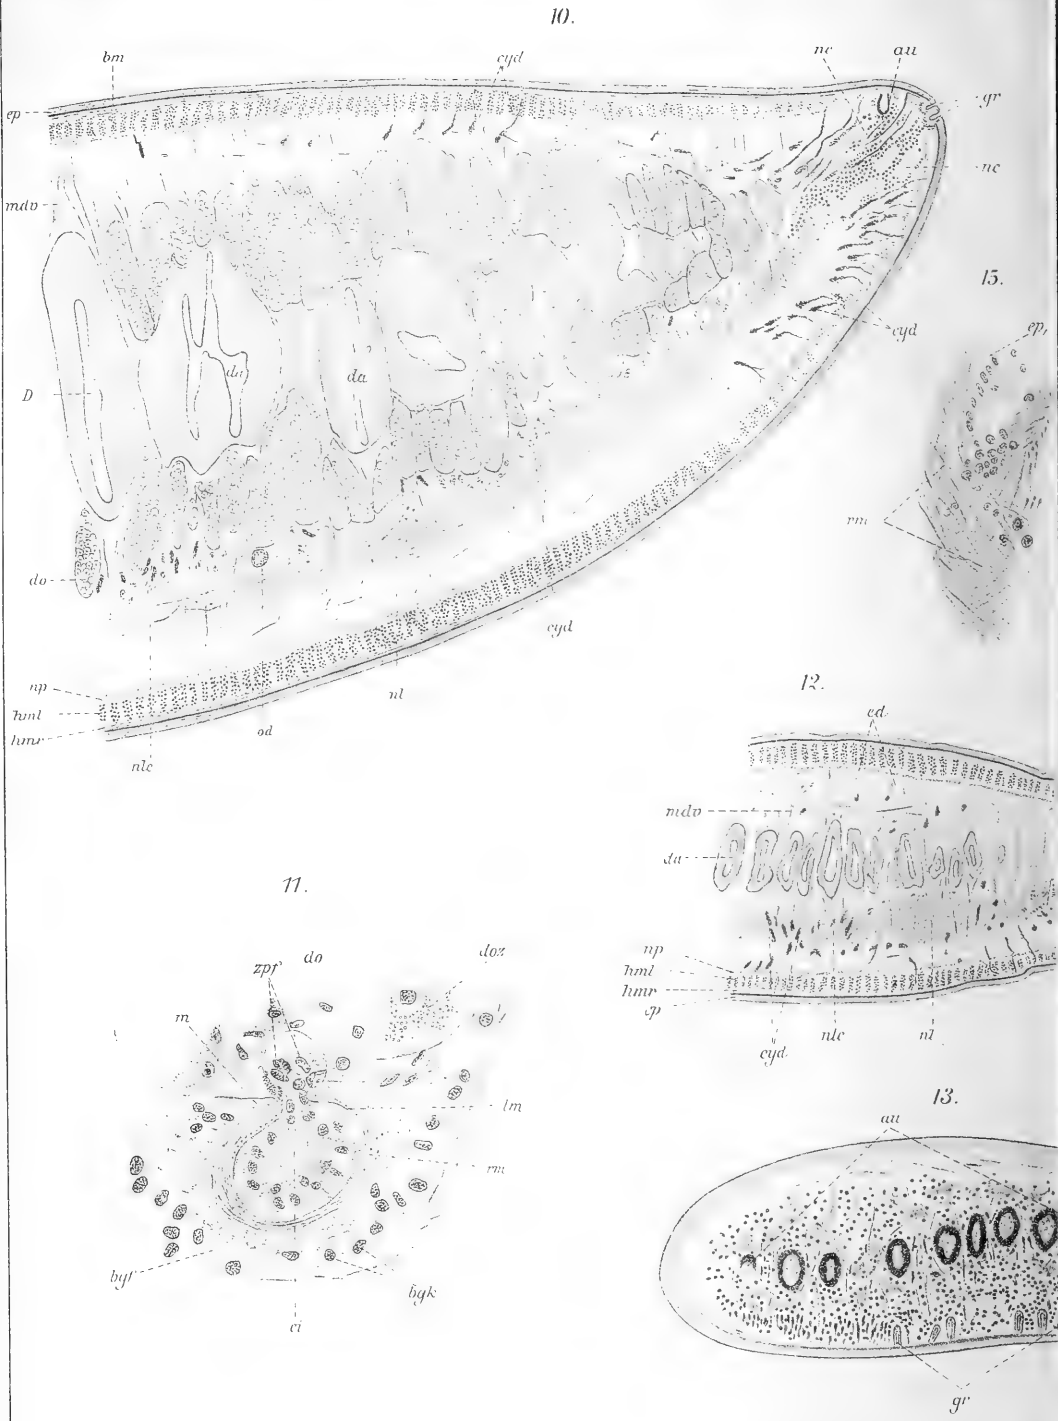 10.
bm
cyd
nc
au
ep
gr
nc
mdv
15.
ep
cyd
da
da
D
rm
do
cyd
np
hml
hmr
nl
od
nlc
12.
cd
mdv
da
11.
do
doz
zpf
np
hml
hmr
ep
m
nlc
nl
cyd
lm
13.
au
rm
bgf
bgk
ci
gr